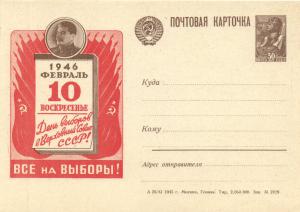 1946
ФЕВРАЛЬ
10
ВОСКРЕСЕНЬЕ
День выборов
в Верховный Совет
СССР!
ВСЕ НА ВЫБОРЫ!
ПОЧТОВАЯ КАРТОЧКА
Куда
Кому
Адрес отправителя